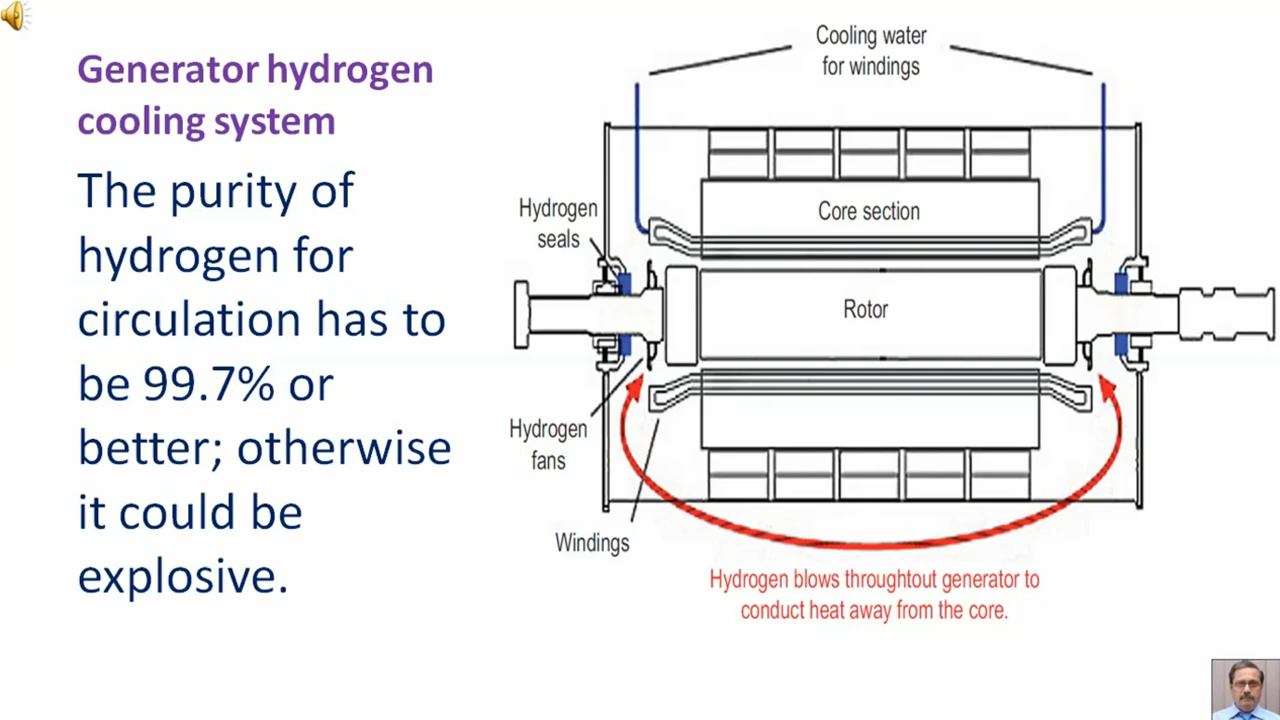 Generator hydrogen
cooling system
The purity of
hydrogen for
circulation has to
be 99.7% or
better; otherwise
it could be
explosive.
Cooling water
for windings
Hydrogen
seals
Core section
Rotor
Hydrogen
fans
Windings
Hydrogen blows throughtout generator to
conduct heat away from the core.